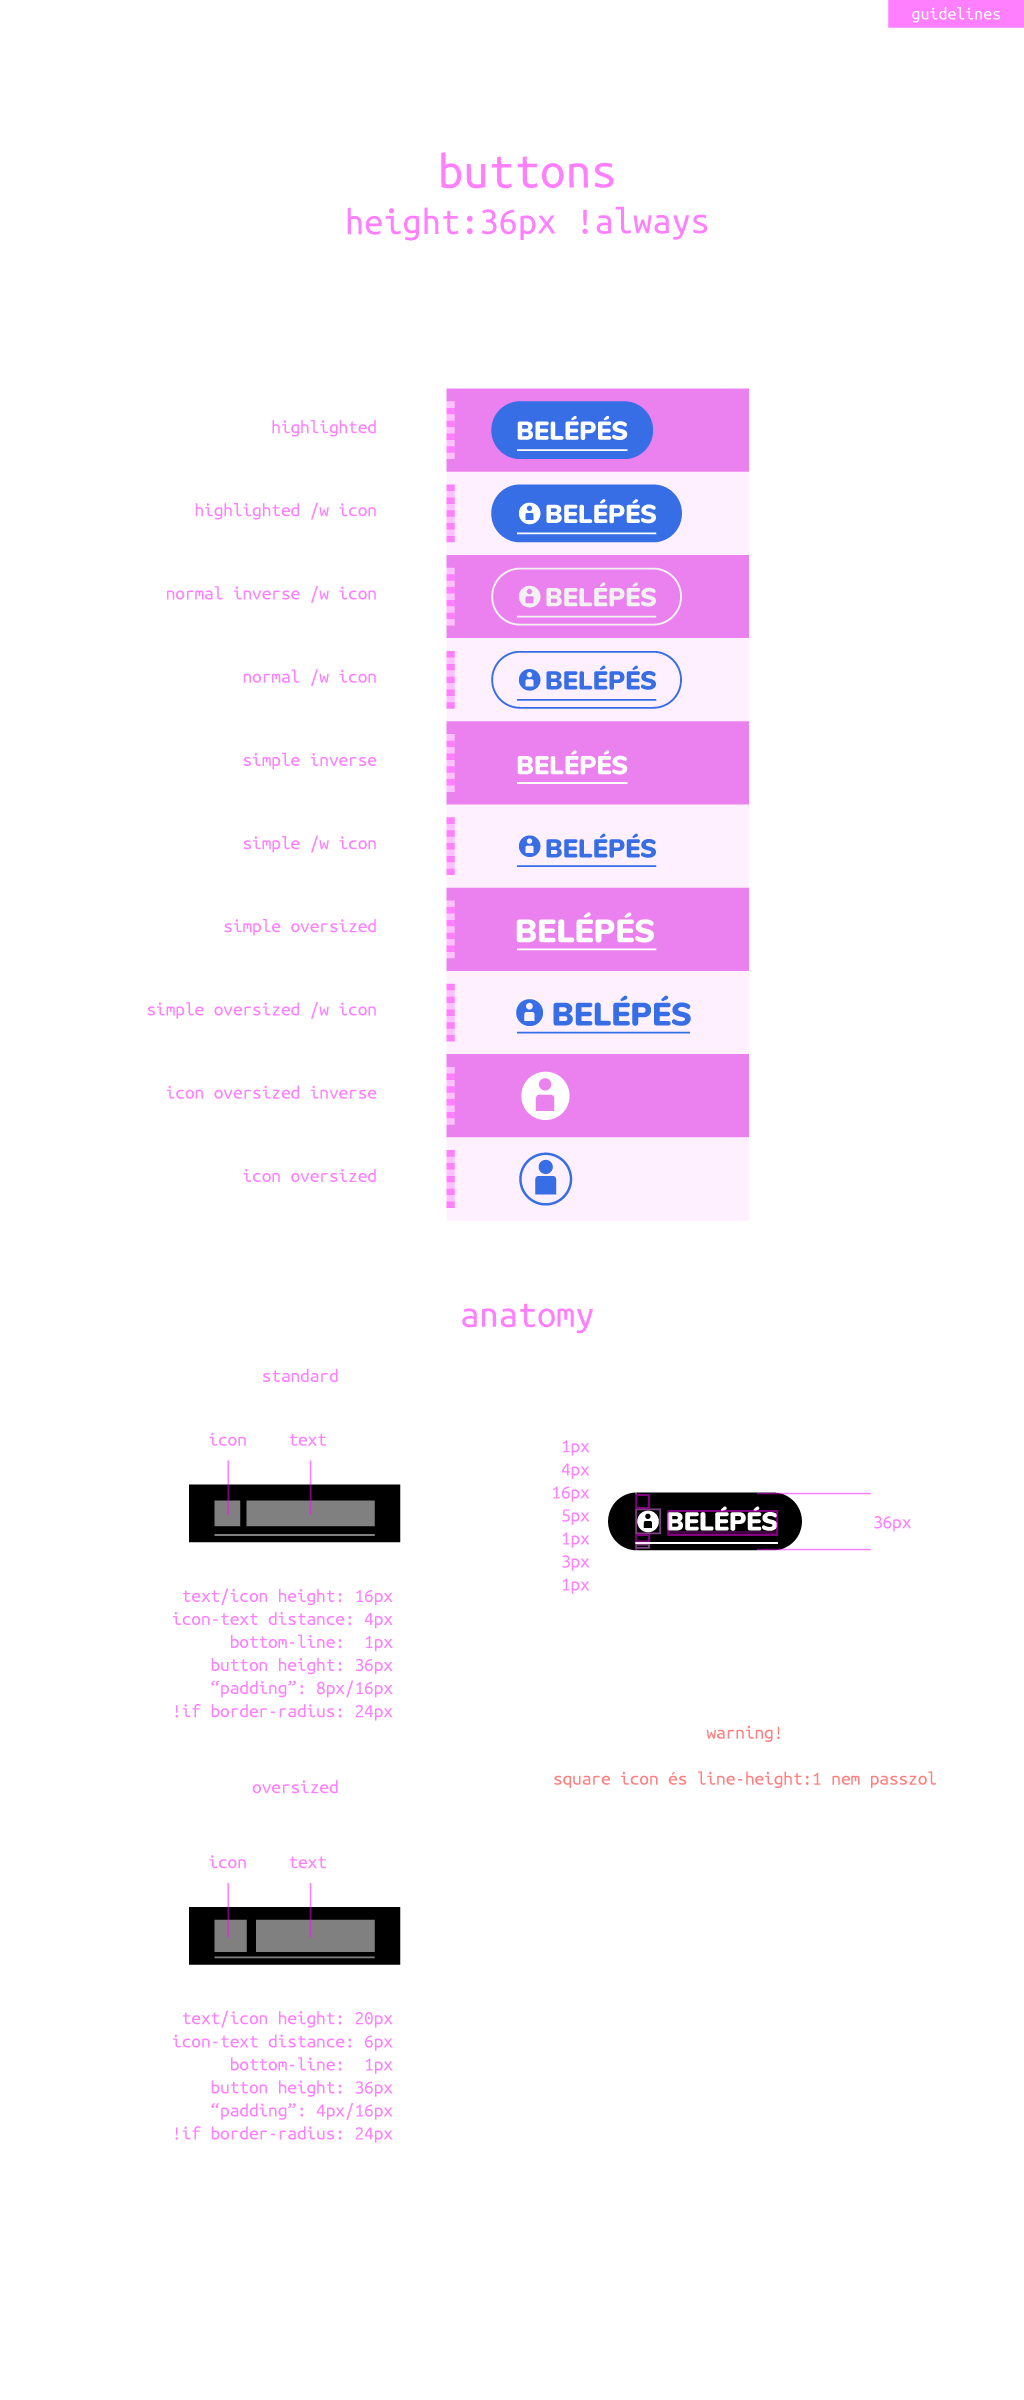 guidelines
buttons
height:36px !always
highlighted
BELÉPÉS
highlighted /w icon
BELÉPÉS
normal inverse /w icon
BELÉPÉS
normal /w icon
BELÉPÉS
simple inverse
BELÉPÉS
simple /w icon
BELÉPÉS
simple oversized
BELÉPÉS
simple oversized /w icon
BELÉPÉS
icon oversized inverse
icon oversized
anatomy
standard
icon text
text/icon height: 16px
icon-text distance: 4px
bottom-line: 1px
button height: 36px
“padding”: 8px/16px
!if border-radius: 24px
1px
4px
16px
5px
1px
3px
1px
BELÉPÉS
36px
warning!
square icon és line-height:1 nem passzol
oversized
icon text
text/icon height: 20px
icon-text distance: 6px
bottom-line: 1px
button height: 36px
“padding”: 4px/16px
!if border-radius: 24px